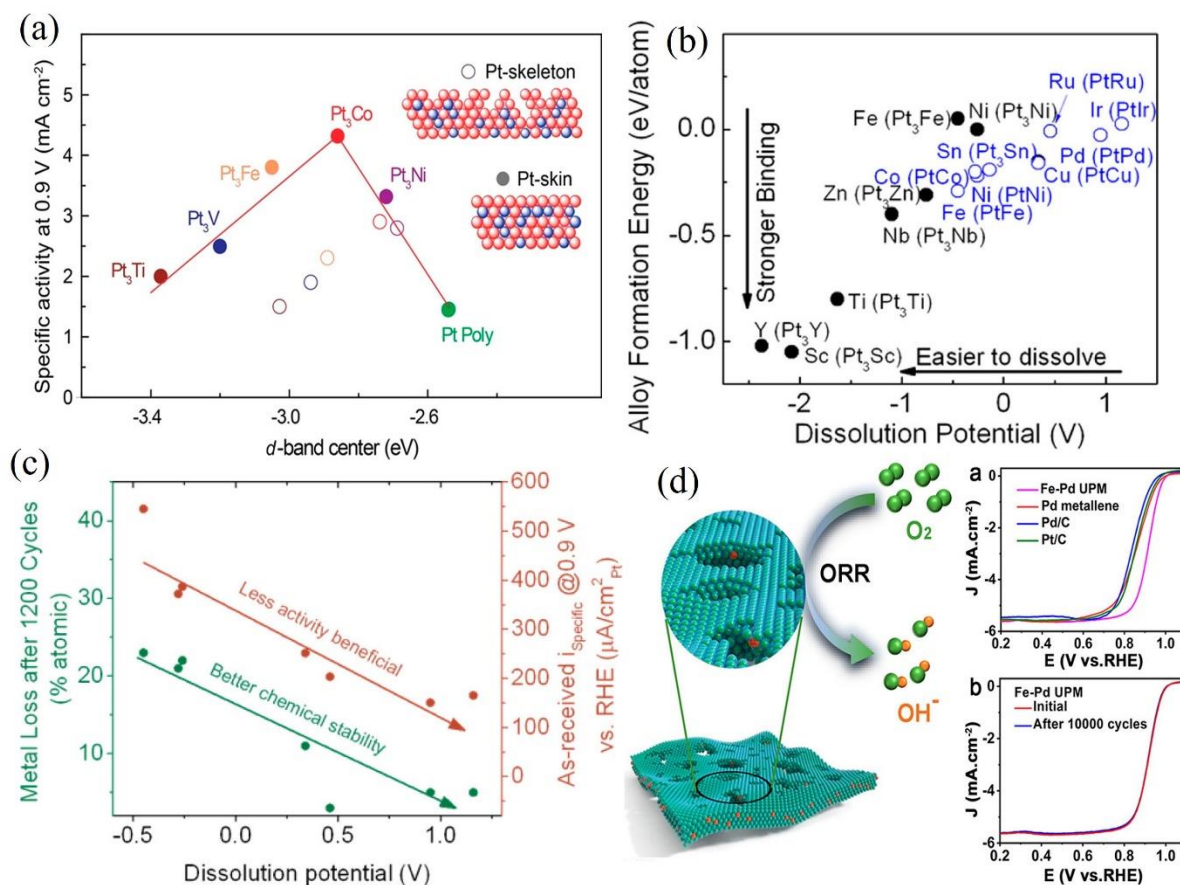 (a)
Specific activity at 0.9 V (mA cm⁻²)
5
4
3
2
1
0
Pt₃Ti
Pt₃V
Pt₃Fe
Pt₃Co
Pt₃Ni
Pt Poly
Pt-skeleton
Pt-skin
-3.4
-3.0
-2.6
d-band center (eV)
(b)
Alloy Formation Energy (eV/atom)
0.0
-0.5
-1.0
Stronger Binding
Ru (PtRu)
Fe (Pt₃Fe)
Ni (Pt₃Ni)
Ir (PtIr)
Sn (Pt₃Sn)
Pd (PtPd)
Co (PtCo)
Cu (PtCu)
Zn (Pt₃Zn)
Ni (PtNi)
Fe (PtFe)
Nb (Pt₃Nb)
Ti (Pt₃Ti)
Y (Pt₃Y)
Sc (Pt₃Sc)
Easier to dissolve
-2
-1
0
1
Dissolution Potential (V)
(c)
Metal Loss after 1200 Cycles
(% atomic)
40
30
20
10
Less activity beneficial
Better chemical stability
600
500
400
300
200
150
100
0
As-received i_Specific @0.9 V
vs. RHE (μA/cm²_Pt)
-0.5
0.0
0.5
1.0
Dissolution potential (V)
(d)
O₂
ORR
OH⁻
a
Fe-Pd UPM
Pd metallene
Pd/C
Pt/C
J (mA.cm⁻²)
0
-2
-4
-6
0.2 0.4 0.6 0.8 1.0
E (V vs.RHE)
b
Fe-Pd UPM
Initial
After 10000 cycles
J (mA.cm⁻²)
0
-2
-4
-6
0.2 0.4 0.6 0.8 1.0
E (V vs.RHE)